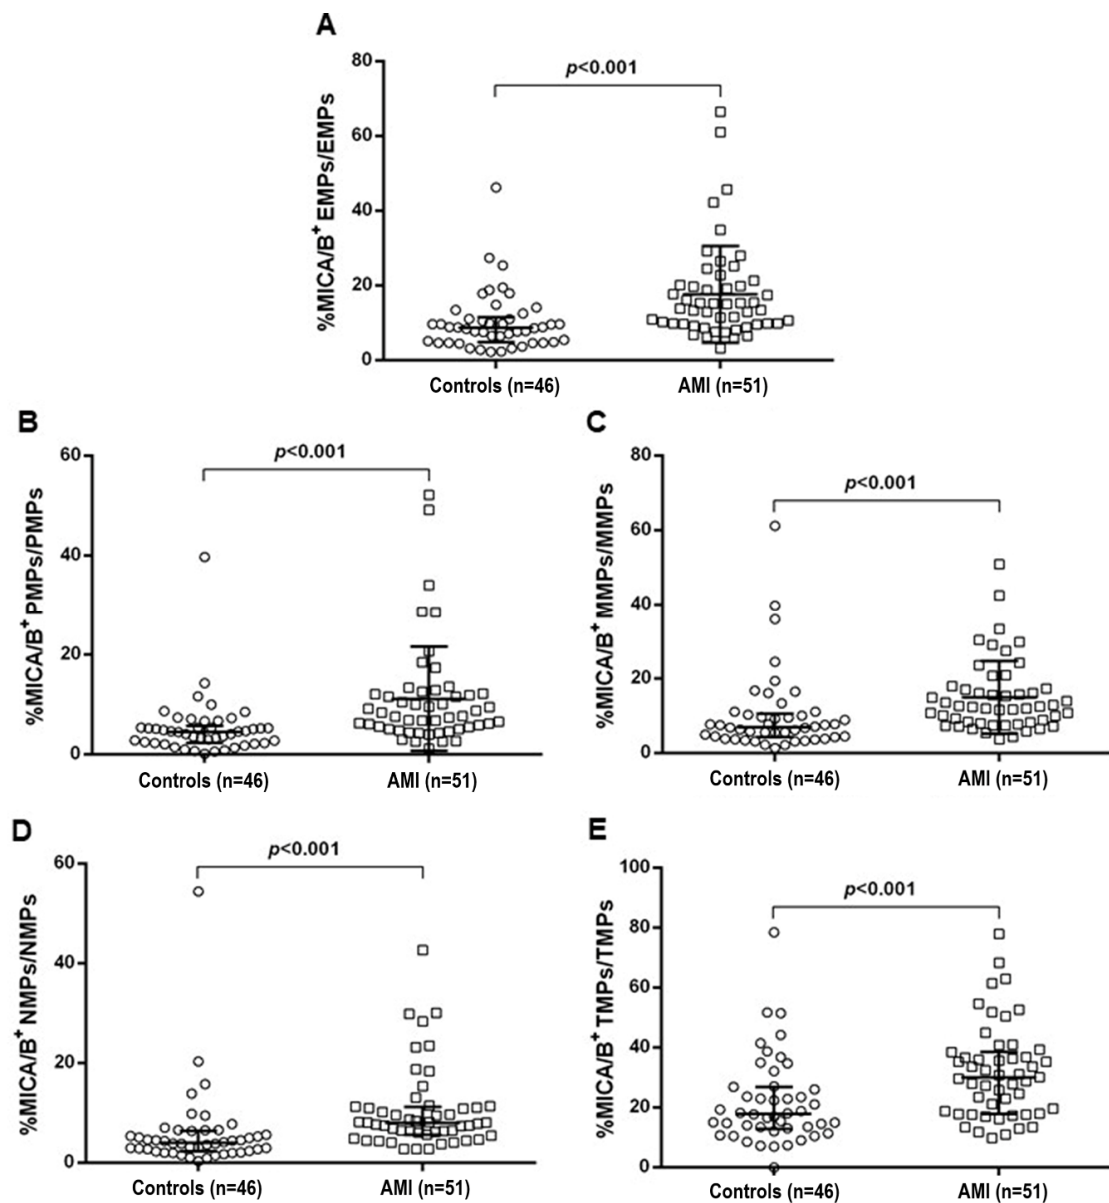 A
80
60
40
20
0
%MICA/B⁺ EMPs/EMPs
p<0.001
Controls (n=46) AMI (n=51)
B
60
40
20
0
%MICA/B⁺ PMPs/PMPs
p<0.001
Controls (n=46) AMI (n=51)
C
80
60
40
20
0
%MICA/B⁺ MMPs/MMPs
p<0.001
Controls (n=46) AMI (n=51)
D
60
40
20
0
%MICA/B⁺ NMPs/NMPs
p<0.001
Controls (n=46) AMI (n=51)
E
100
80
60
40
20
0
%MICA/B⁺ TMPs/TMPs
p<0.001
Controls (n=46) AMI (n=51)